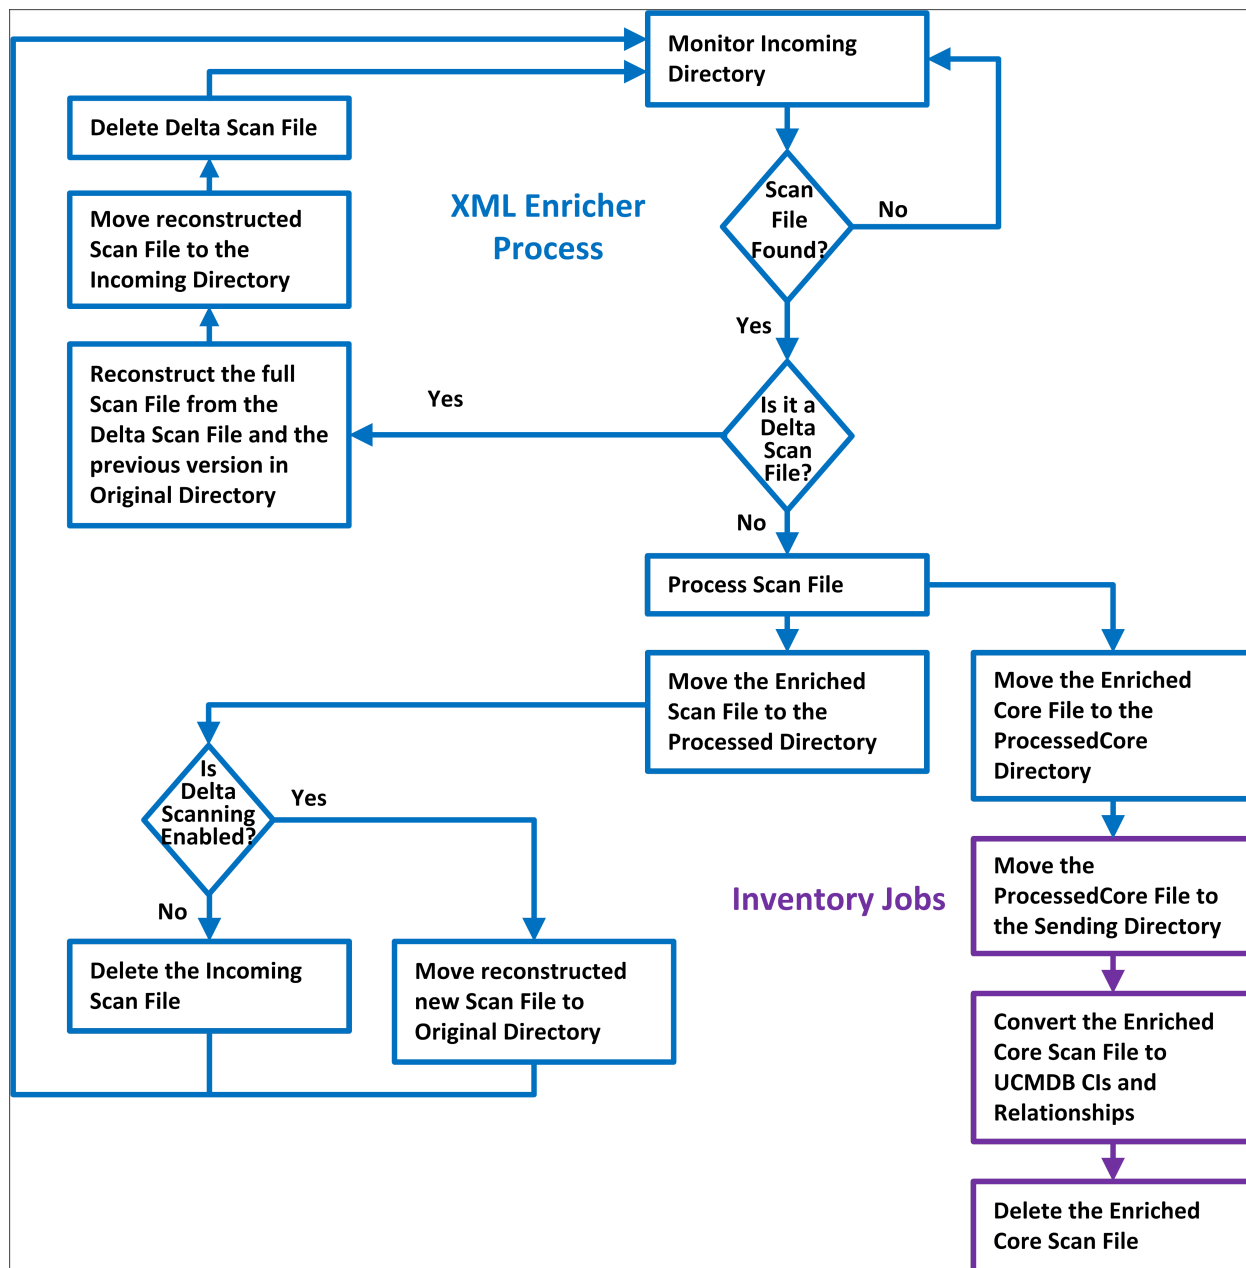 Monitor Incoming
Directory
Delete Delta Scan File
Scan
File
Found?
No
XML Enricher
Process
Move reconstructed
Scan File to the
Incoming Directory
Yes
Reconstruct the full
Scan File from the
Delta Scan File and the
previous version in
Original Directory
Yes
Is it a
Delta
Scan
File?
No
Process Scan File
Move the Enriched
Scan File to the
Processed Directory
Move the Enriched
Core File to the
ProcessedCore
Directory
Is
Delta
Scanning
Enabled?
Yes
No
Inventory Jobs
Move the
ProcessedCore File to
the Sending Directory
Delete the Incoming
Scan File
Move reconstructed
new Scan File to
Original Directory
Convert the Enriched
Core Scan File to
UCMDB CIs and
Relationships
Delete the Enriched
Core Scan File